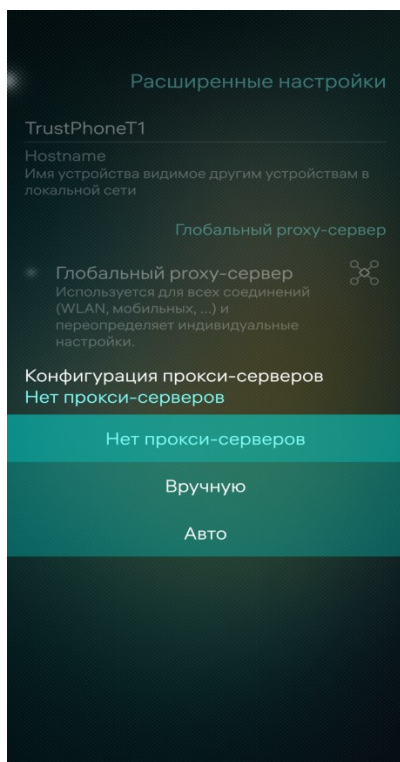 Расширенные настройки
TrustPhoneT1
Hostname
Имя устройства видимое другим устройствам в
локальной сети
Глобальный proxy-сервер
Глобальный proxy-сервер
Используется для всех соединений
(WLAN, мобильных, ...) и
переопределяет индивидуальные
настройки.
Конфигурация прокси-серверов
Нет прокси-серверов
Нет прокси-серверов
Вручную
Авто